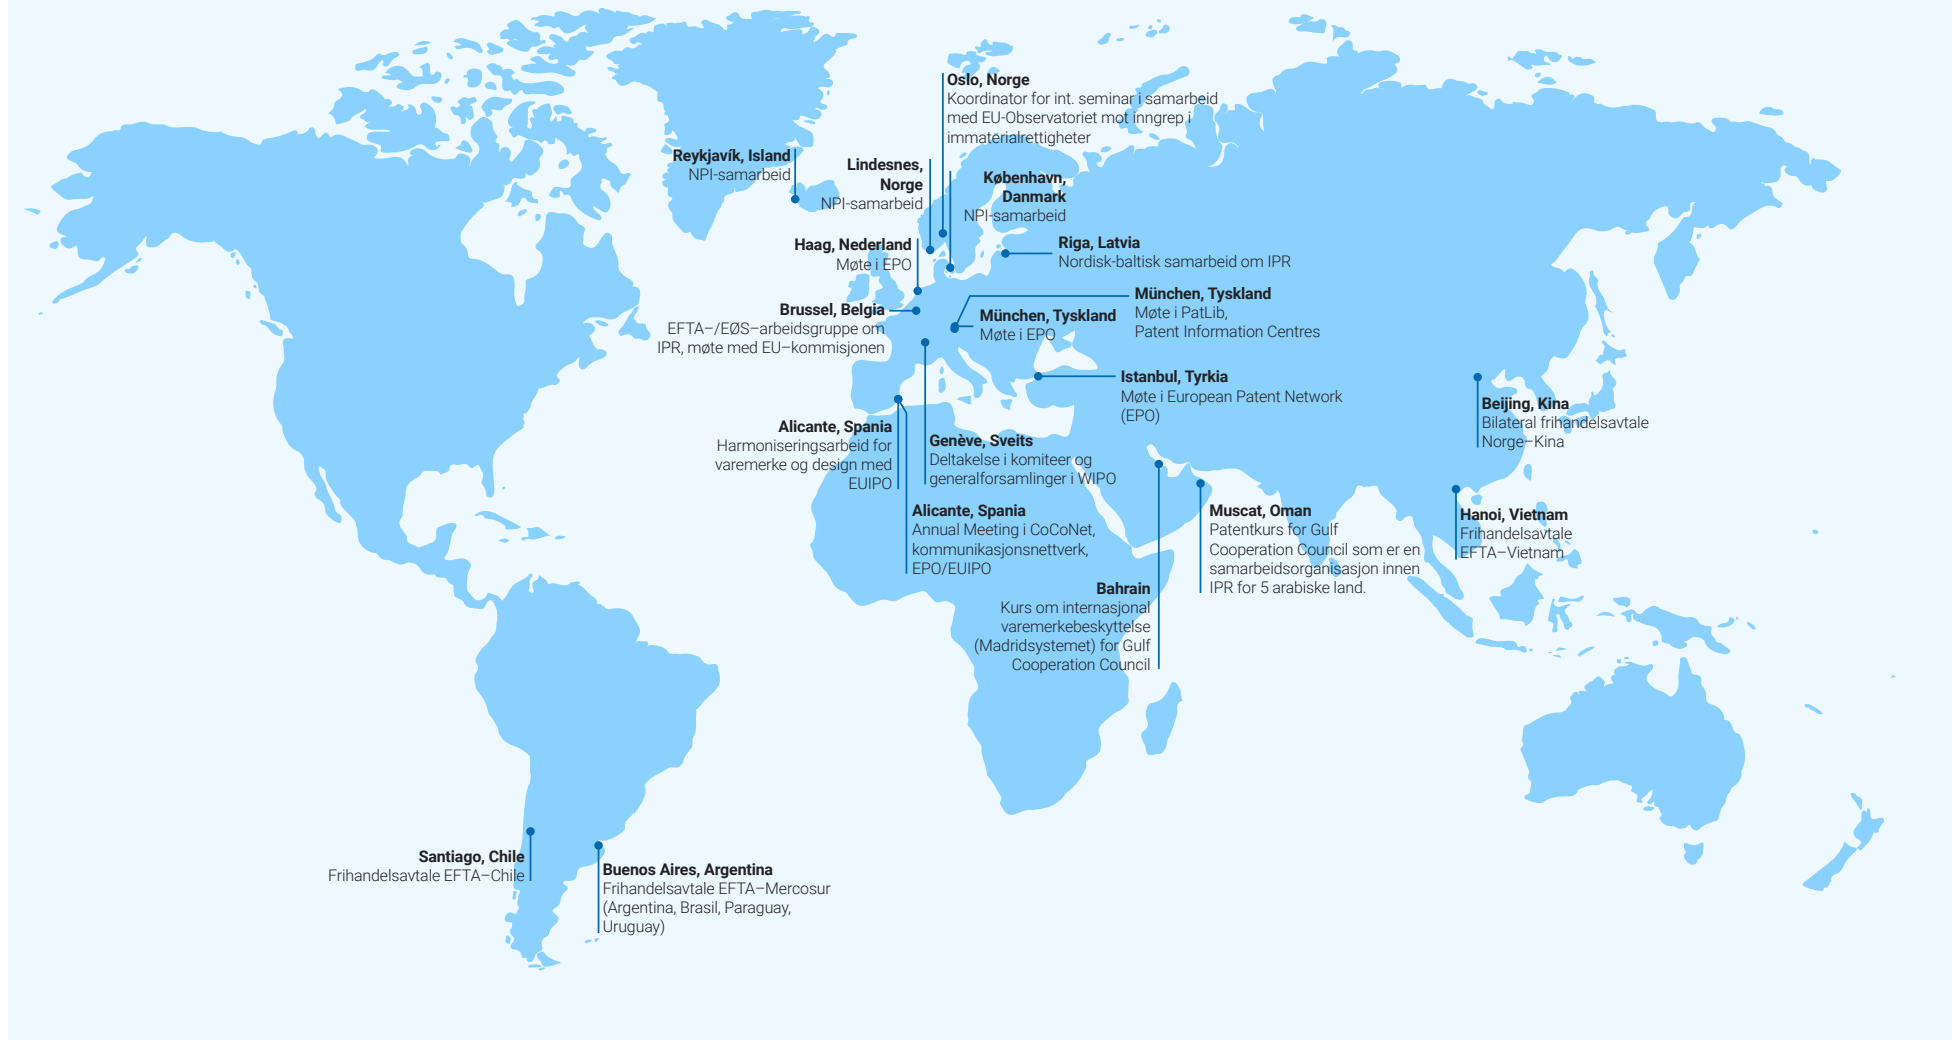 Oslo, Norge
Koordinator for int. seminar i samarbeid
med EU-Observatoriet mot inngrep i
immaterialrettigheter
Reykjavík, Island
NPI-samarbeid
Lindesnes,
Norge
NPI-samarbeid
København,
Danmark
NPI-samarbeid
Haag, Nederland
Møte i EPO
Riga, Latvia
Nordisk-baltisk samarbeid om IPR
Brussel, Belgia
EFTA–/EØS–arbeidsgruppe om
IPR, møte med EU–kommisjonen
München, Tyskland
Møte i EPO
München, Tyskland
Møte i PatLib,
Patent Information Centres
Istanbul, Tyrkia
Møte i European Patent Network
(EPO)
Beijing, Kina
Bilateral frihandelsavtale
Norge–Kina
Alicante, Spania
Harmoniseringsarbeid for
varemerke og design med
EUIPO
Genève, Sveits
Deltakelse i komiteer og
generalforsamlinger i WIPO
Alicante, Spania
Annual Meeting i CoCoNet,
kommunikasjonsnettverk,
EPO/EUIPO
Muscat, Oman
Patentkurs for Gulf
Cooperation Council som er en
samarbeidsorganisasjon innen
IPR for 5 arabiske land.
Hanoi, Vietnam
Frihandelsavtale
EFTA–Vietnam
Bahrain
Kurs om internasjonal
varemerkebeskyttelse
(Madridsystemet) for Gulf
Cooperation Council
Santiago, Chile
Frihandelsavtale EFTA–Chile
Buenos Aires, Argentina
Frihandelsavtale EFTA–Mercosur
(Argentina, Brasil, Paraguay,
Uruguay)